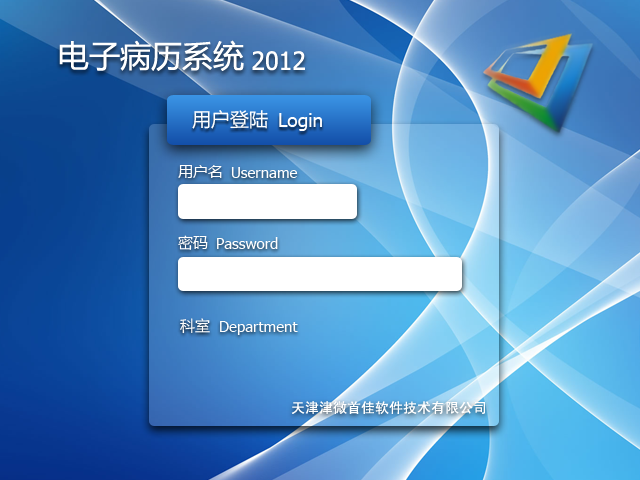 电子病历系统 2012
用户登陆 Login
用户名 Username
密码 Password
科室 Department
天津津微首佳软件技术有限公司